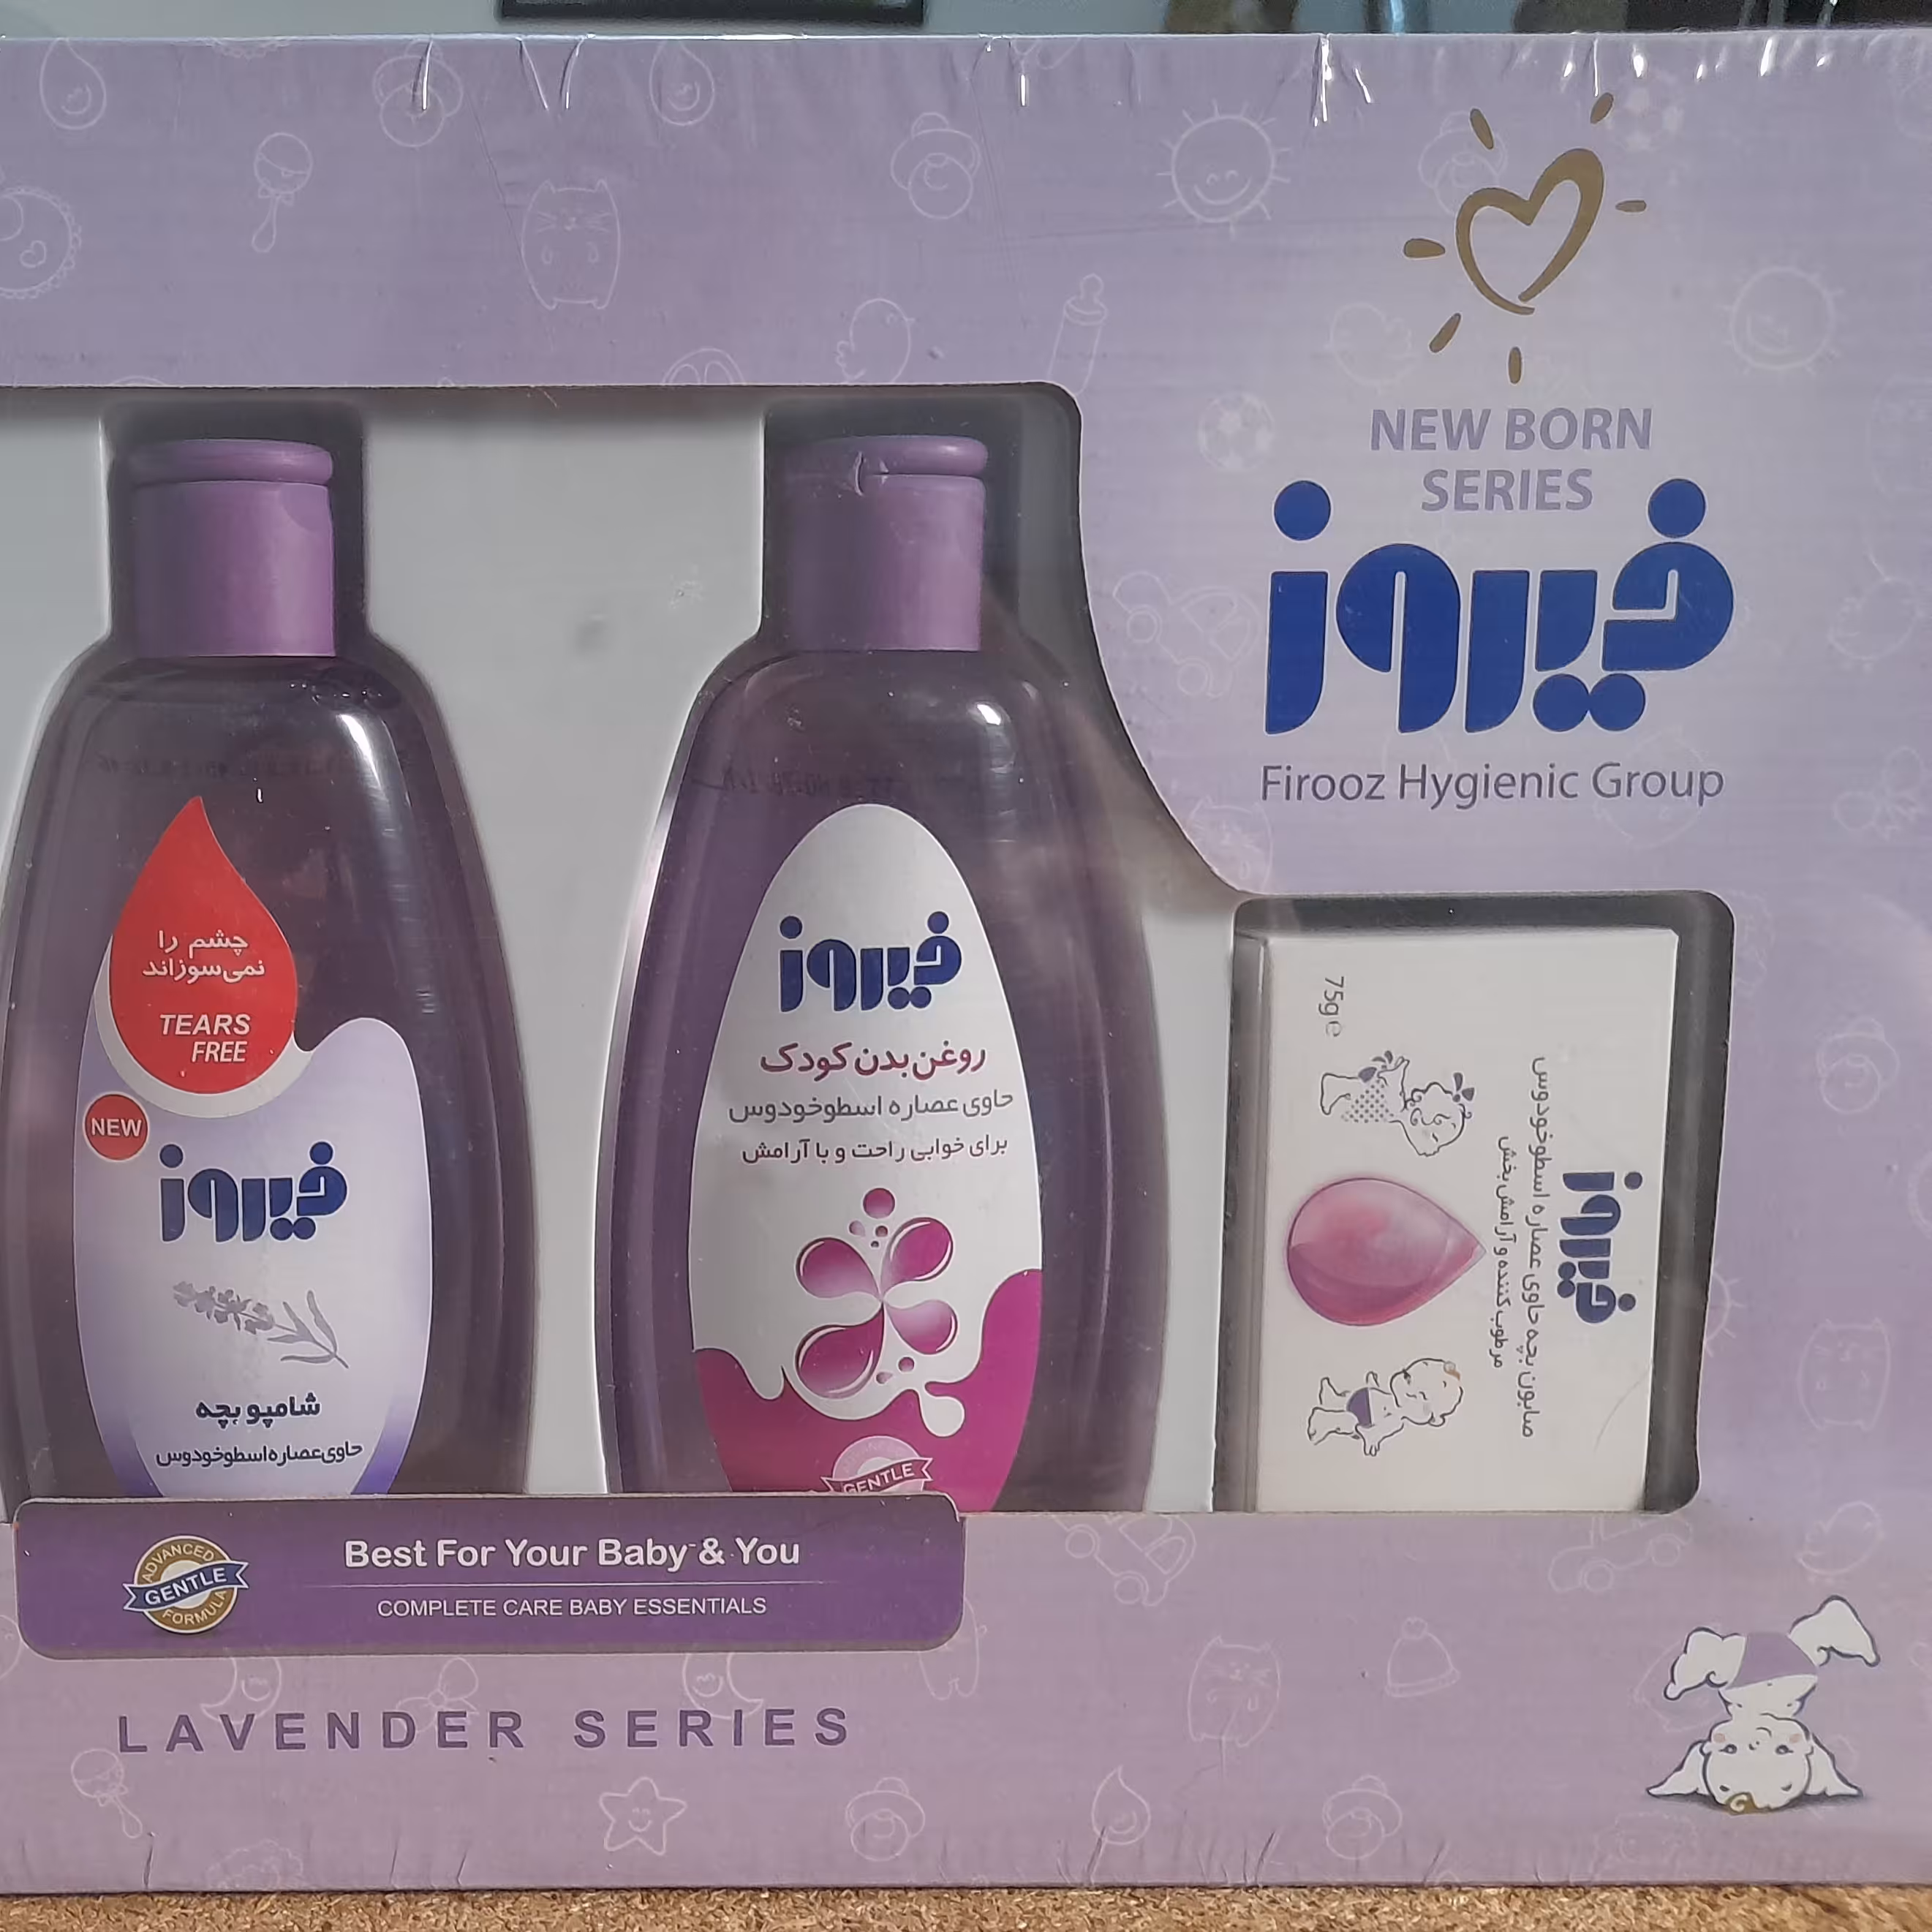 NEW BORN
SERIES
فیروز
Firooz Hygienic Group
چشم را
نمی‌سوزاند
TEARS
FREE
NEW
فیروز
شامپو بچه
حاوی عصاره اسطوخودوس
فیروز
روغن بدن کودک
حاوی عصاره اسطوخودوس
برای خوابی راحت و با آرامش
GENTLE
فیروز
صابون بچه حاوی عصاره اسطوخودوس
مرطوب کننده و آرامش بخش
75g e
ADVANCED
GENTLE
FORMULA
Best For Your Baby & You
COMPLETE CARE BABY ESSENTIALS
LAVENDER SERIES